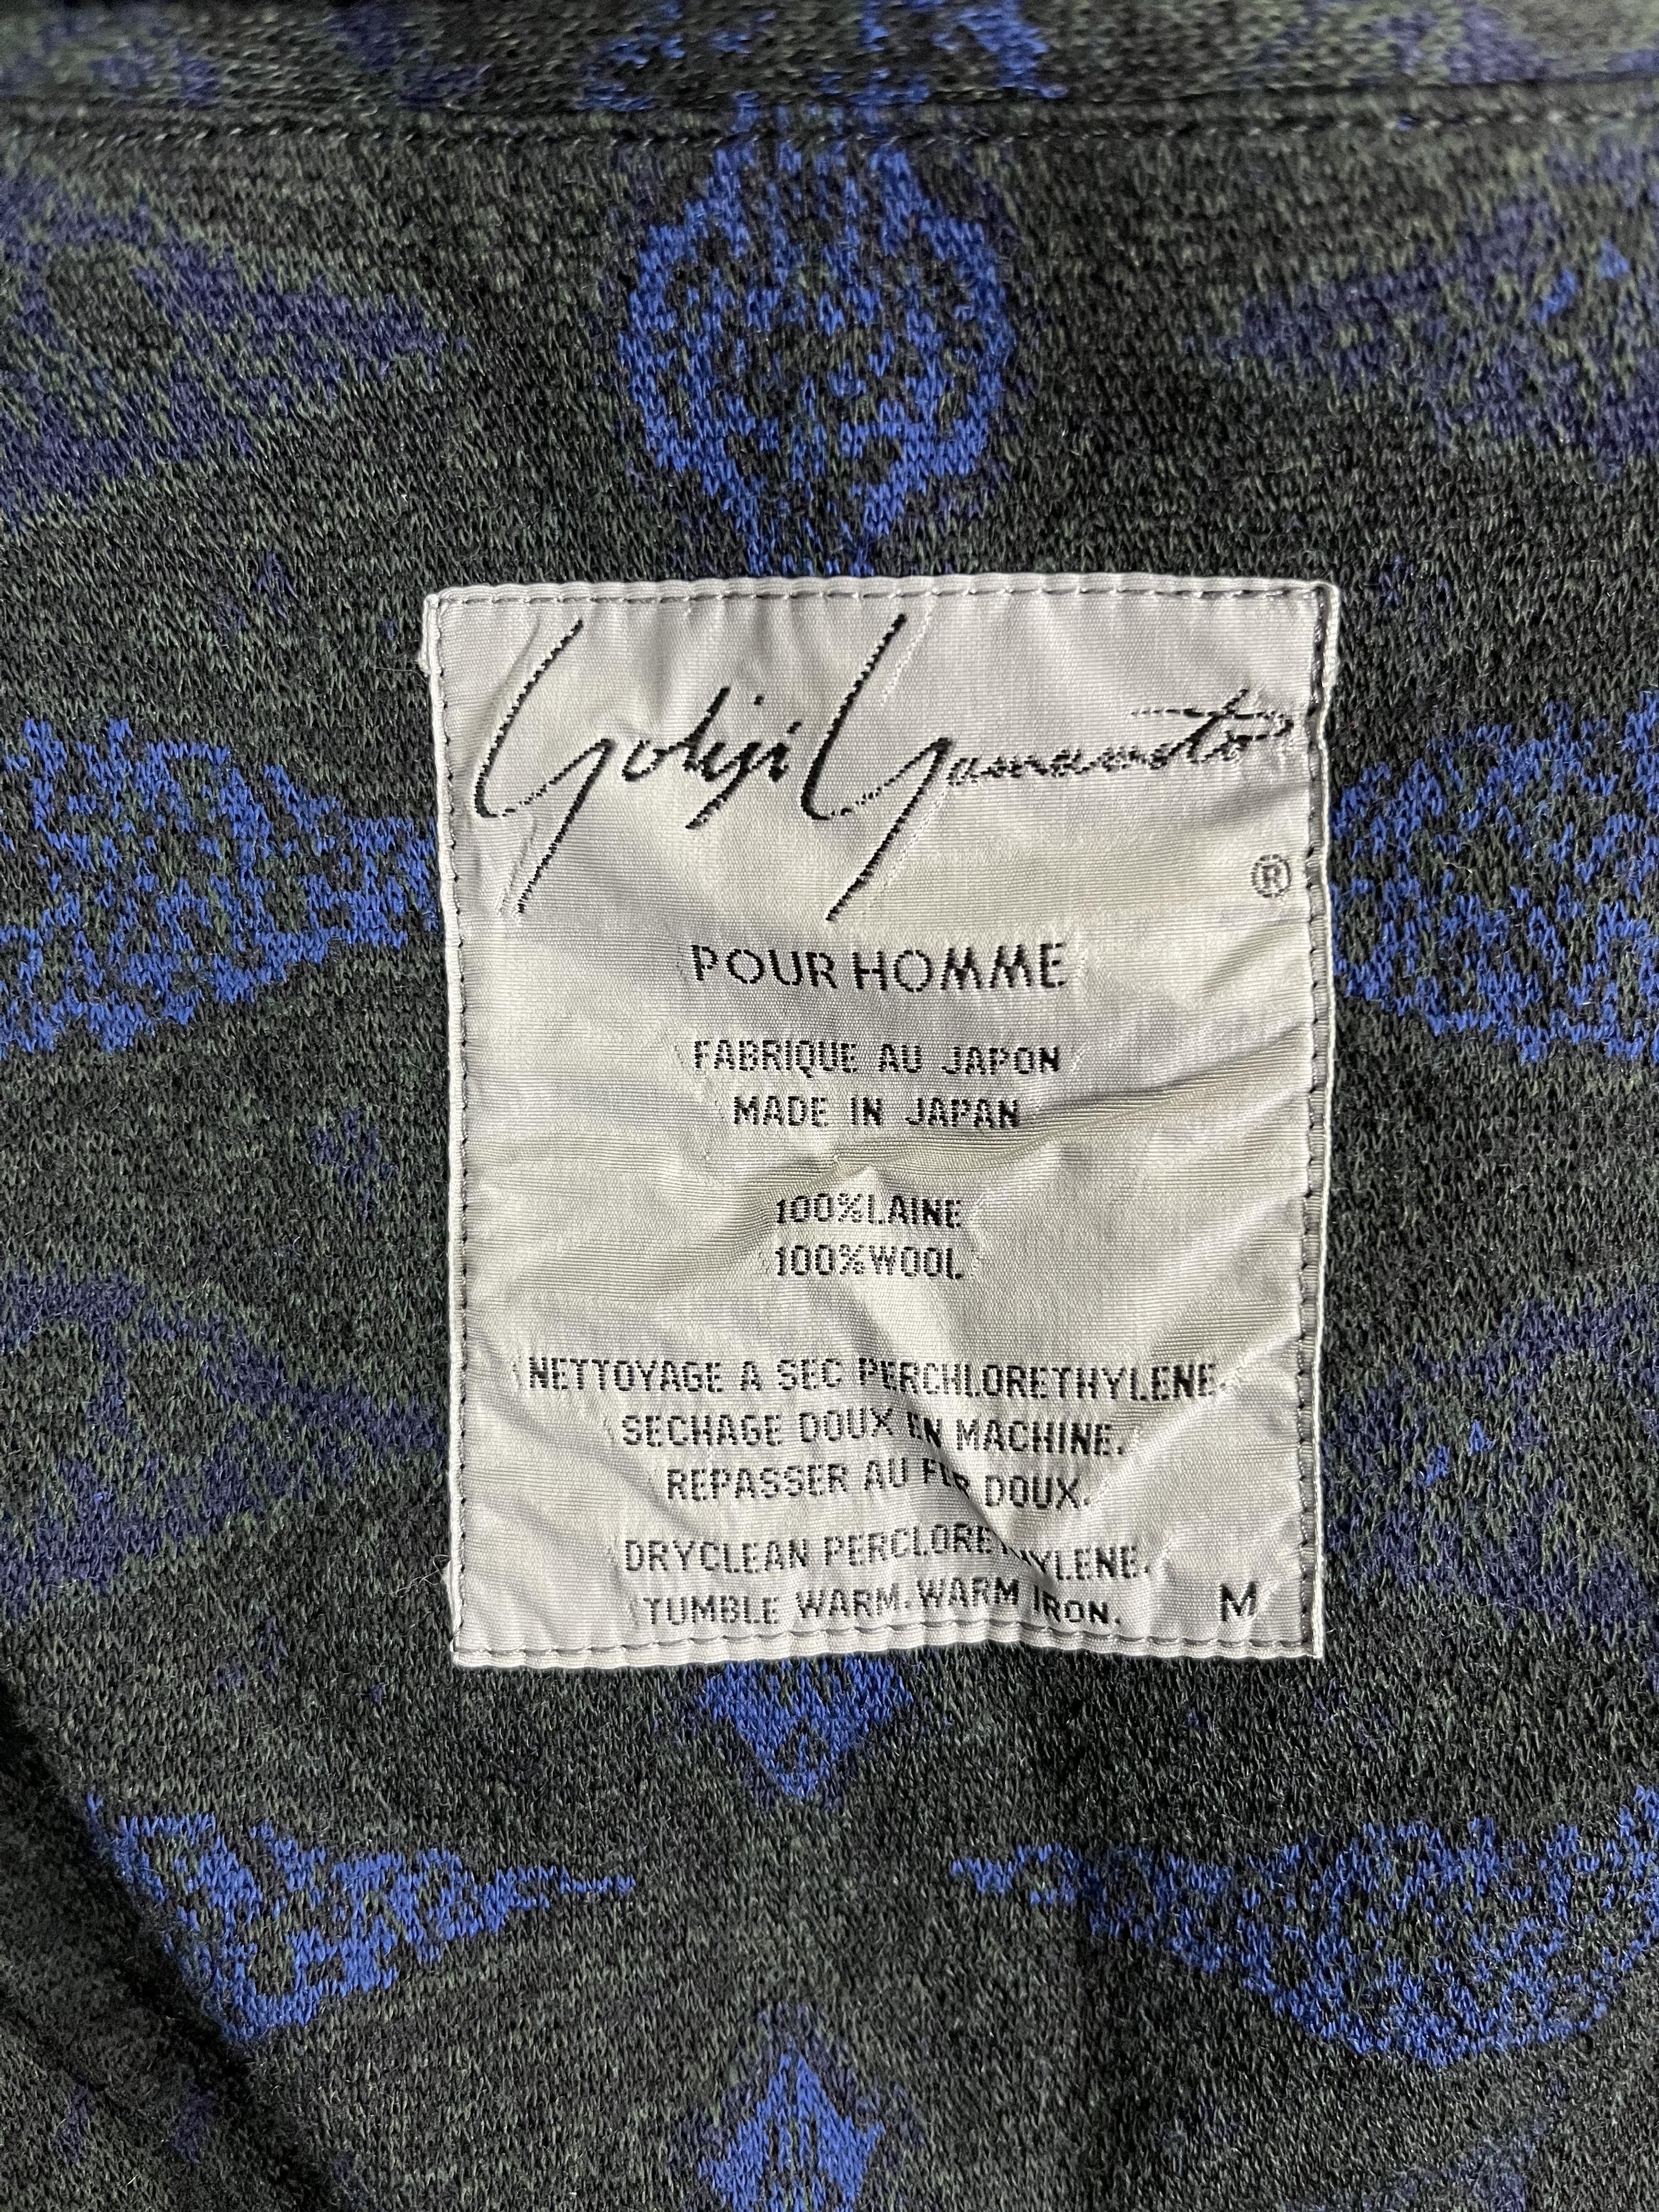 Yohji Yamamoto
®
POUR HOMME
FABRIQUE AU JAPON
MADE IN JAPAN
100%LAINE
100%WOOL
NETTOYAGE A SEC PERCHLORETHYLENE.
SECHAGE DOUX EN MACHINE.
REPASSER AU FER DOUX.
DRYCLEAN PERCLORETHYLENE.
TUMBLE WARM.WARM IRON. M